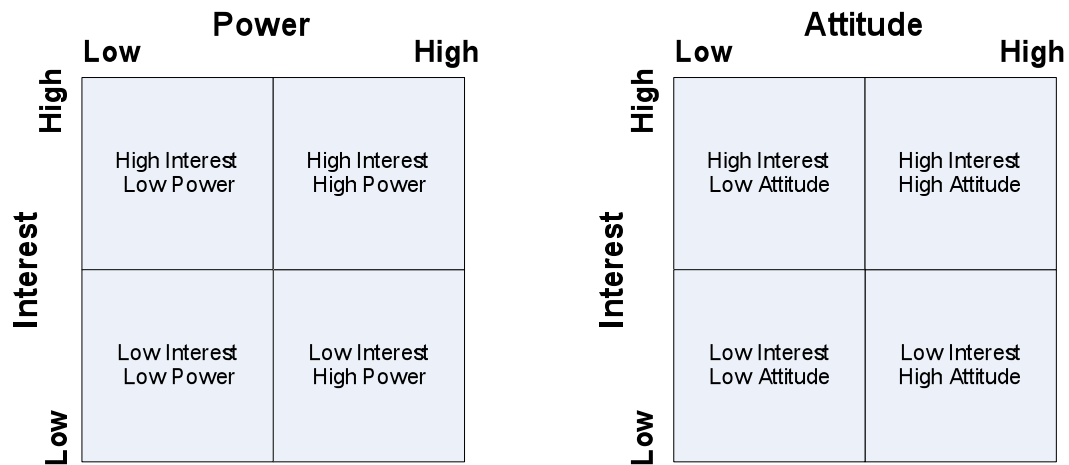 Power
Low
High
High
Interest
Low
High Interest
Low Power
High Interest
High Power
Low Interest
Low Power
Low Interest
High Power
Attitude
Low
High
High
Interest
Low
High Interest
Low Attitude
High Interest
High Attitude
Low Interest
Low Attitude
Low Interest
High Attitude